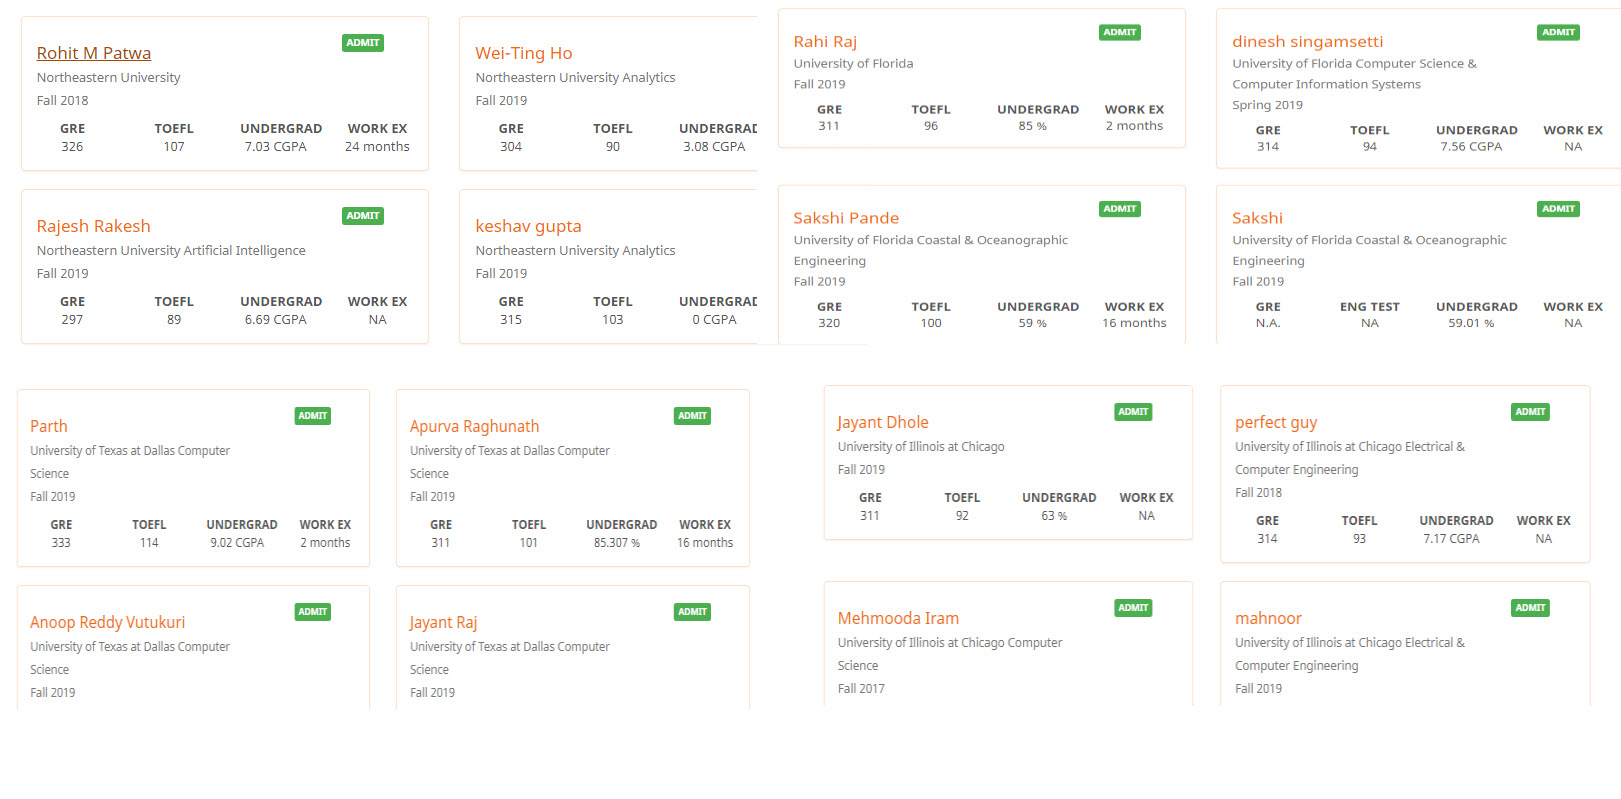 Rohit M Patwa
ADMIT
Northeastern University
Fall 2018
GRE TOEFL UNDERGRAD WORK EX
326 107 7.03 CGPA 24 months
Wei-Ting Ho
Northeastern University Analytics
Fall 2019
GRE TOEFL UNDERGRAD
304 90 3.08 CGPA
Rahi Raj
ADMIT
University of Florida
Fall 2019
GRE TOEFL UNDERGRAD WORK EX
311 96 85 % 2 months
dinesh singamsetti
ADMIT
University of Florida Computer Science &
Computer Information Systems
Spring 2019
GRE TOEFL UNDERGRAD WORK EX
314 94 7.56 CGPA NA
Rajesh Rakesh
ADMIT
Northeastern University Artificial Intelligence
Fall 2019
GRE TOEFL UNDERGRAD WORK EX
297 89 6.69 CGPA NA
keshav gupta
Northeastern University Analytics
Fall 2019
GRE TOEFL UNDERGRAD
315 103 0 CGPA
Sakshi Pande
ADMIT
University of Florida Coastal & Oceanographic
Engineering
Fall 2019
GRE TOEFL UNDERGRAD WORK EX
320 100 59 % 16 months
Sakshi
ADMIT
University of Florida Coastal & Oceanographic
Engineering
Fall 2019
GRE ENG TEST UNDERGRAD WORK EX
N.A. NA 59.01 % NA
Parth
ADMIT
University of Texas at Dallas Computer
Science
Fall 2019
GRE TOEFL UNDERGRAD WORK EX
333 114 9.02 CGPA 2 months
Apurva Raghunath
ADMIT
University of Texas at Dallas Computer
Science
Fall 2019
GRE TOEFL UNDERGRAD WORK EX
311 101 85.307 % 16 months
Jayant Dhole
ADMIT
University of Illinois at Chicago
Fall 2019
GRE TOEFL UNDERGRAD WORK EX
311 92 63 % NA
perfect guy
ADMIT
University of Illinois at Chicago Electrical &
Computer Engineering
Fall 2018
GRE TOEFL UNDERGRAD WORK EX
314 93 7.17 CGPA NA
Anoop Reddy Vutukuri
ADMIT
University of Texas at Dallas Computer
Science
Fall 2019
Jayant Raj
ADMIT
University of Texas at Dallas Computer
Science
Fall 2019
Mehmooda Iram
ADMIT
University of Illinois at Chicago Computer
Science
Fall 2017
mahnoor
ADMIT
University of Illinois at Chicago Electrical &
Computer Engineering
Fall 2019